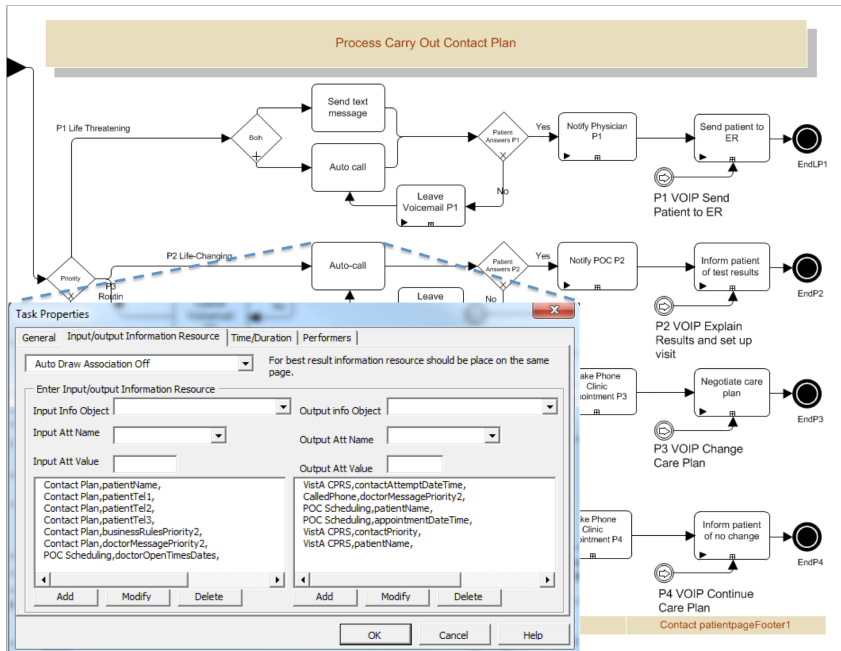 Process Carry Out Contact Plan
P1 Life Threatening
Both
Send text
message
Auto call
Patient
Answers P1
Yes
No
Leave
Voicemail P1
Notify Physician
P1
Send patient to
ER
EndLP1
P1 VOIP Send
Patient to ER
Priority
P2 Life-Changing
P3
Routin
Auto-call
Patient
Answers P2
Yes
No
Leave
Notify POC P2
Inform patient
of test results
EndP2
P2 VOIP Explain
Results and set up
visit
Task Properties
General
Input/output Information Resource
Time/Duration
Performers
Auto Draw Association Off
For best result information resource should be place on the same
page.
Enter Input/output Information Resource
Input Info Object
Output info Object
Input Att Name
Output Att Name
Input Att Value
Output Att Value
Contact Plan,patientName,
Contact Plan,patientTel1,
Contact Plan,patientTel2,
Contact Plan,patientTel3,
Contact Plan,businessRulesPriority2,
Contact Plan,doctorMessagePriority2,
POC Scheduling,doctorOpenTimesDates,
VistA CPRS,contactAttemptDateTime,
CalledPhone,doctorMessagePriority2,
POC Scheduling,patientName,
POC Scheduling,appointmentDateTime,
VistA CPRS,contactPriority,
VistA CPRS,patientName,
Add
Modify
Delete
Add
Modify
Delete
OK
Cancel
Help
ake Phone
Clinic
ointment P3
Negotiate care
plan
EndP3
P3 VOIP Change
Care Plan
ke Phone
Clinic
ointment P4
Inform patient
of no change
EndP4
P4 VOIP Continue
Care Plan
Contact patientpageFooter1